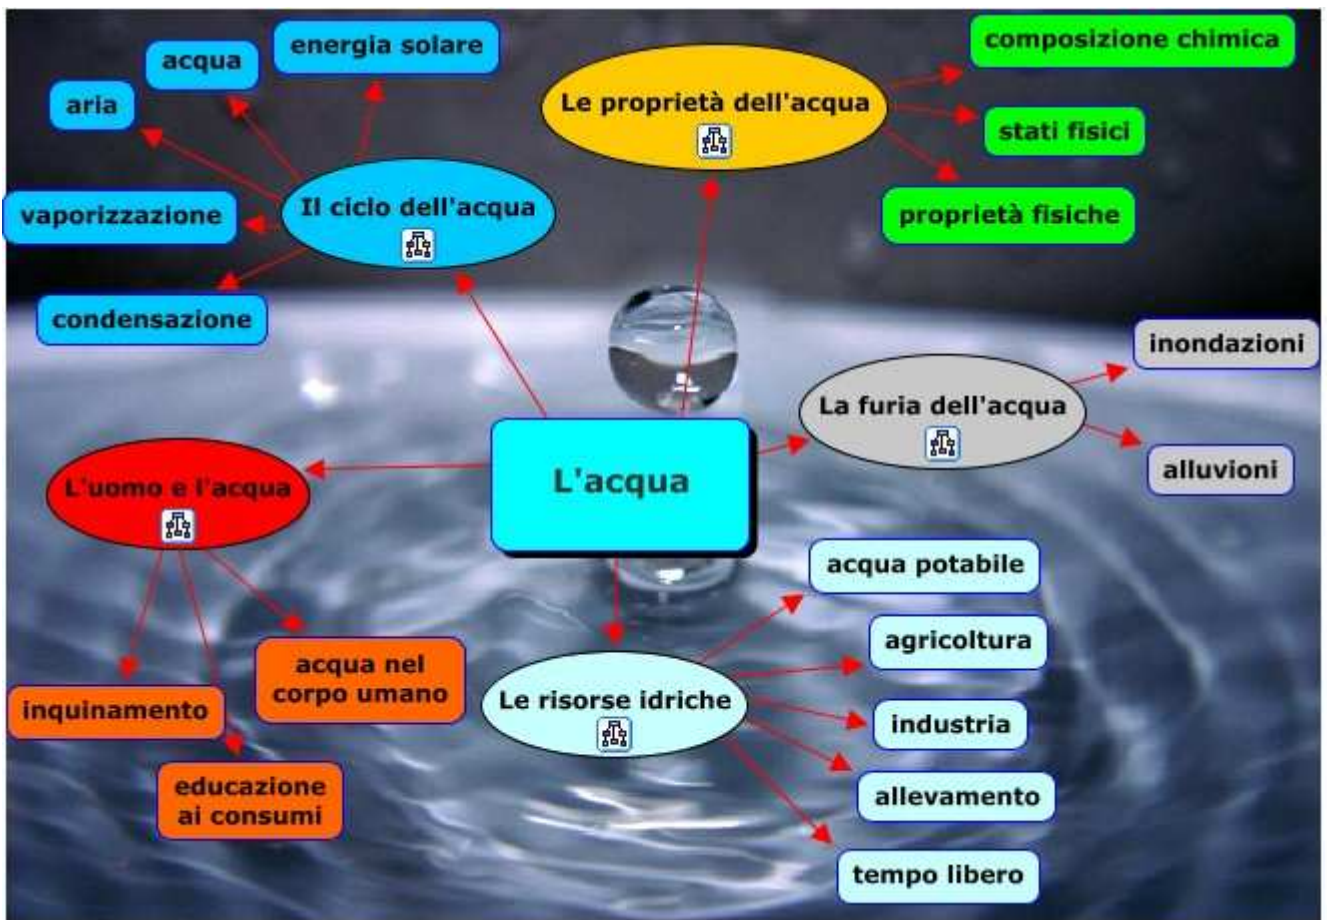 L'acqua
Il ciclo dell'acqua
energia solare
acqua
aria
vaporizzazione
condensazione
Le proprietà dell'acqua
composizione chimica
stati fisici
proprietà fisiche
La furia dell'acqua
inondazioni
alluvioni
L'uomo e l'acqua
inquinamento
acqua nel
corpo umano
educazione
ai consumi
Le risorse idriche
acqua potabile
agricoltura
industria
allevamento
tempo libero